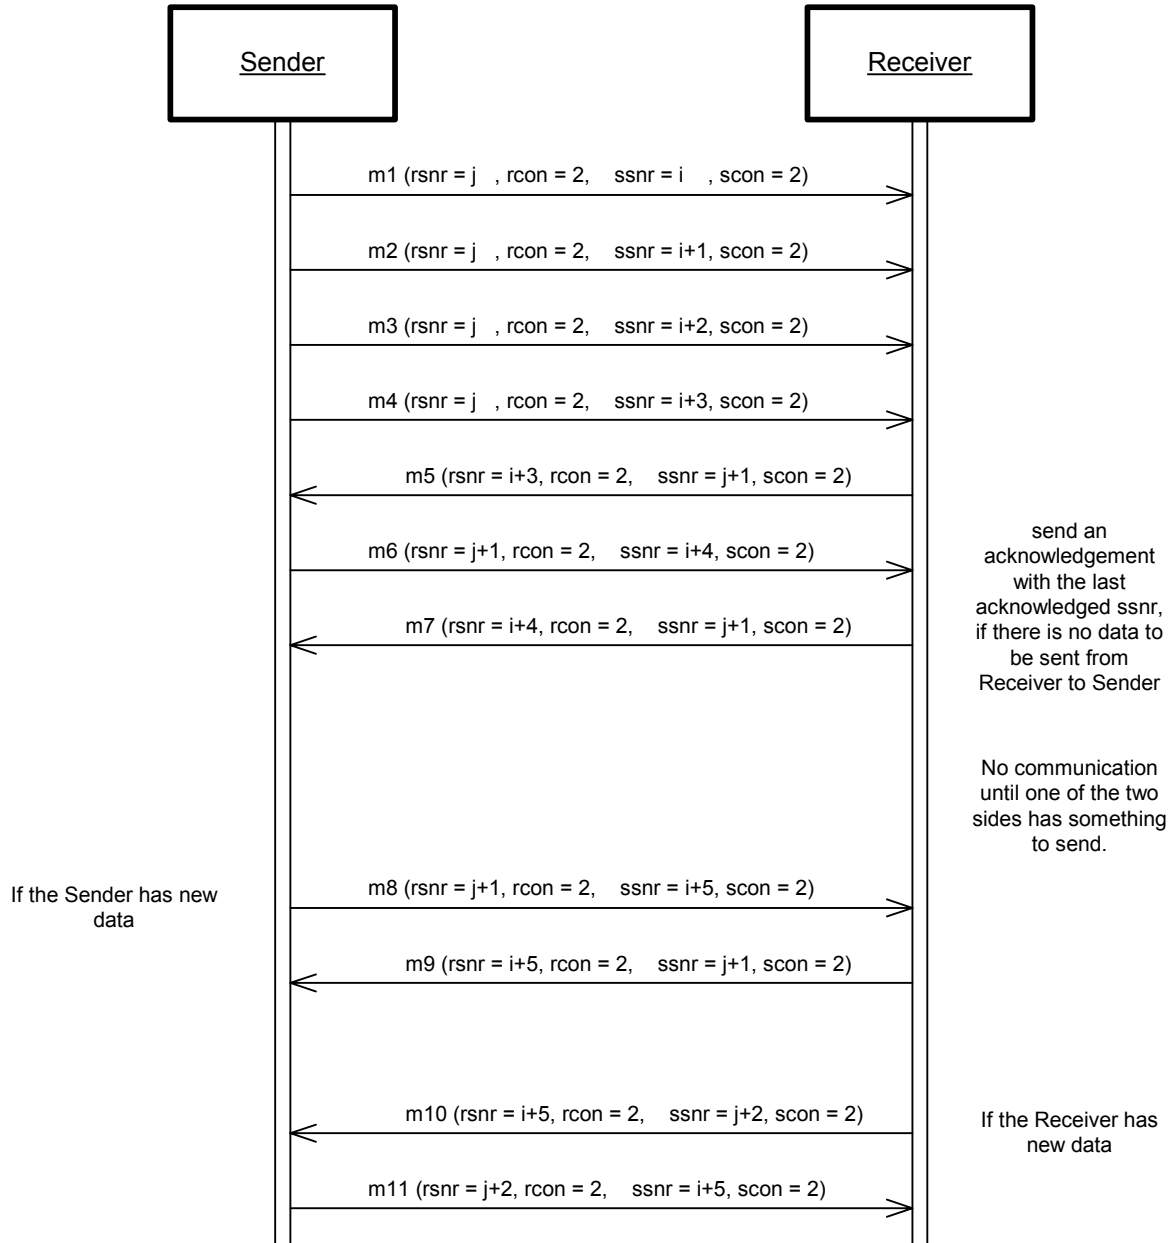 Sender
Receiver
m1 (rsnr = j , rcon = 2, ssnr = i , scon = 2)
m2 (rsnr = j , rcon = 2, ssnr = i+1, scon = 2)
m3 (rsnr = j , rcon = 2, ssnr = i+2, scon = 2)
m4 (rsnr = j , rcon = 2, ssnr = i+3, scon = 2)
m5 (rsnr = i+3, rcon = 2, ssnr = j+1, scon = 2)
m6 (rsnr = j+1, rcon = 2, ssnr = i+4, scon = 2)
m7 (rsnr = i+4, rcon = 2, ssnr = j+1, scon = 2)
send an
acknowledgement
with the last
acknowledged ssnr,
if there is no data to
be sent from
Receiver to Sender
No communication
until one of the two
sides has something
to send.
If the Sender has new
data
m8 (rsnr = j+1, rcon = 2, ssnr = i+5, scon = 2)
m9 (rsnr = i+5, rcon = 2, ssnr = j+1, scon = 2)
m10 (rsnr = i+5, rcon = 2, ssnr = j+2, scon = 2)
If the Receiver has
new data
m11 (rsnr = j+2, rcon = 2, ssnr = i+5, scon = 2)